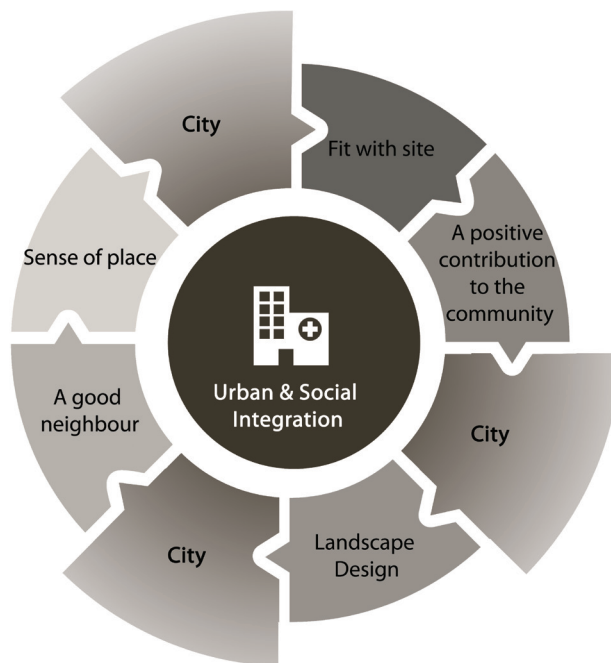 City
Fit with site
A positive
contribution
to the
community
City
Landscape
Design
City
A good
neighbour
Sense of place
Urban & Social
Integration